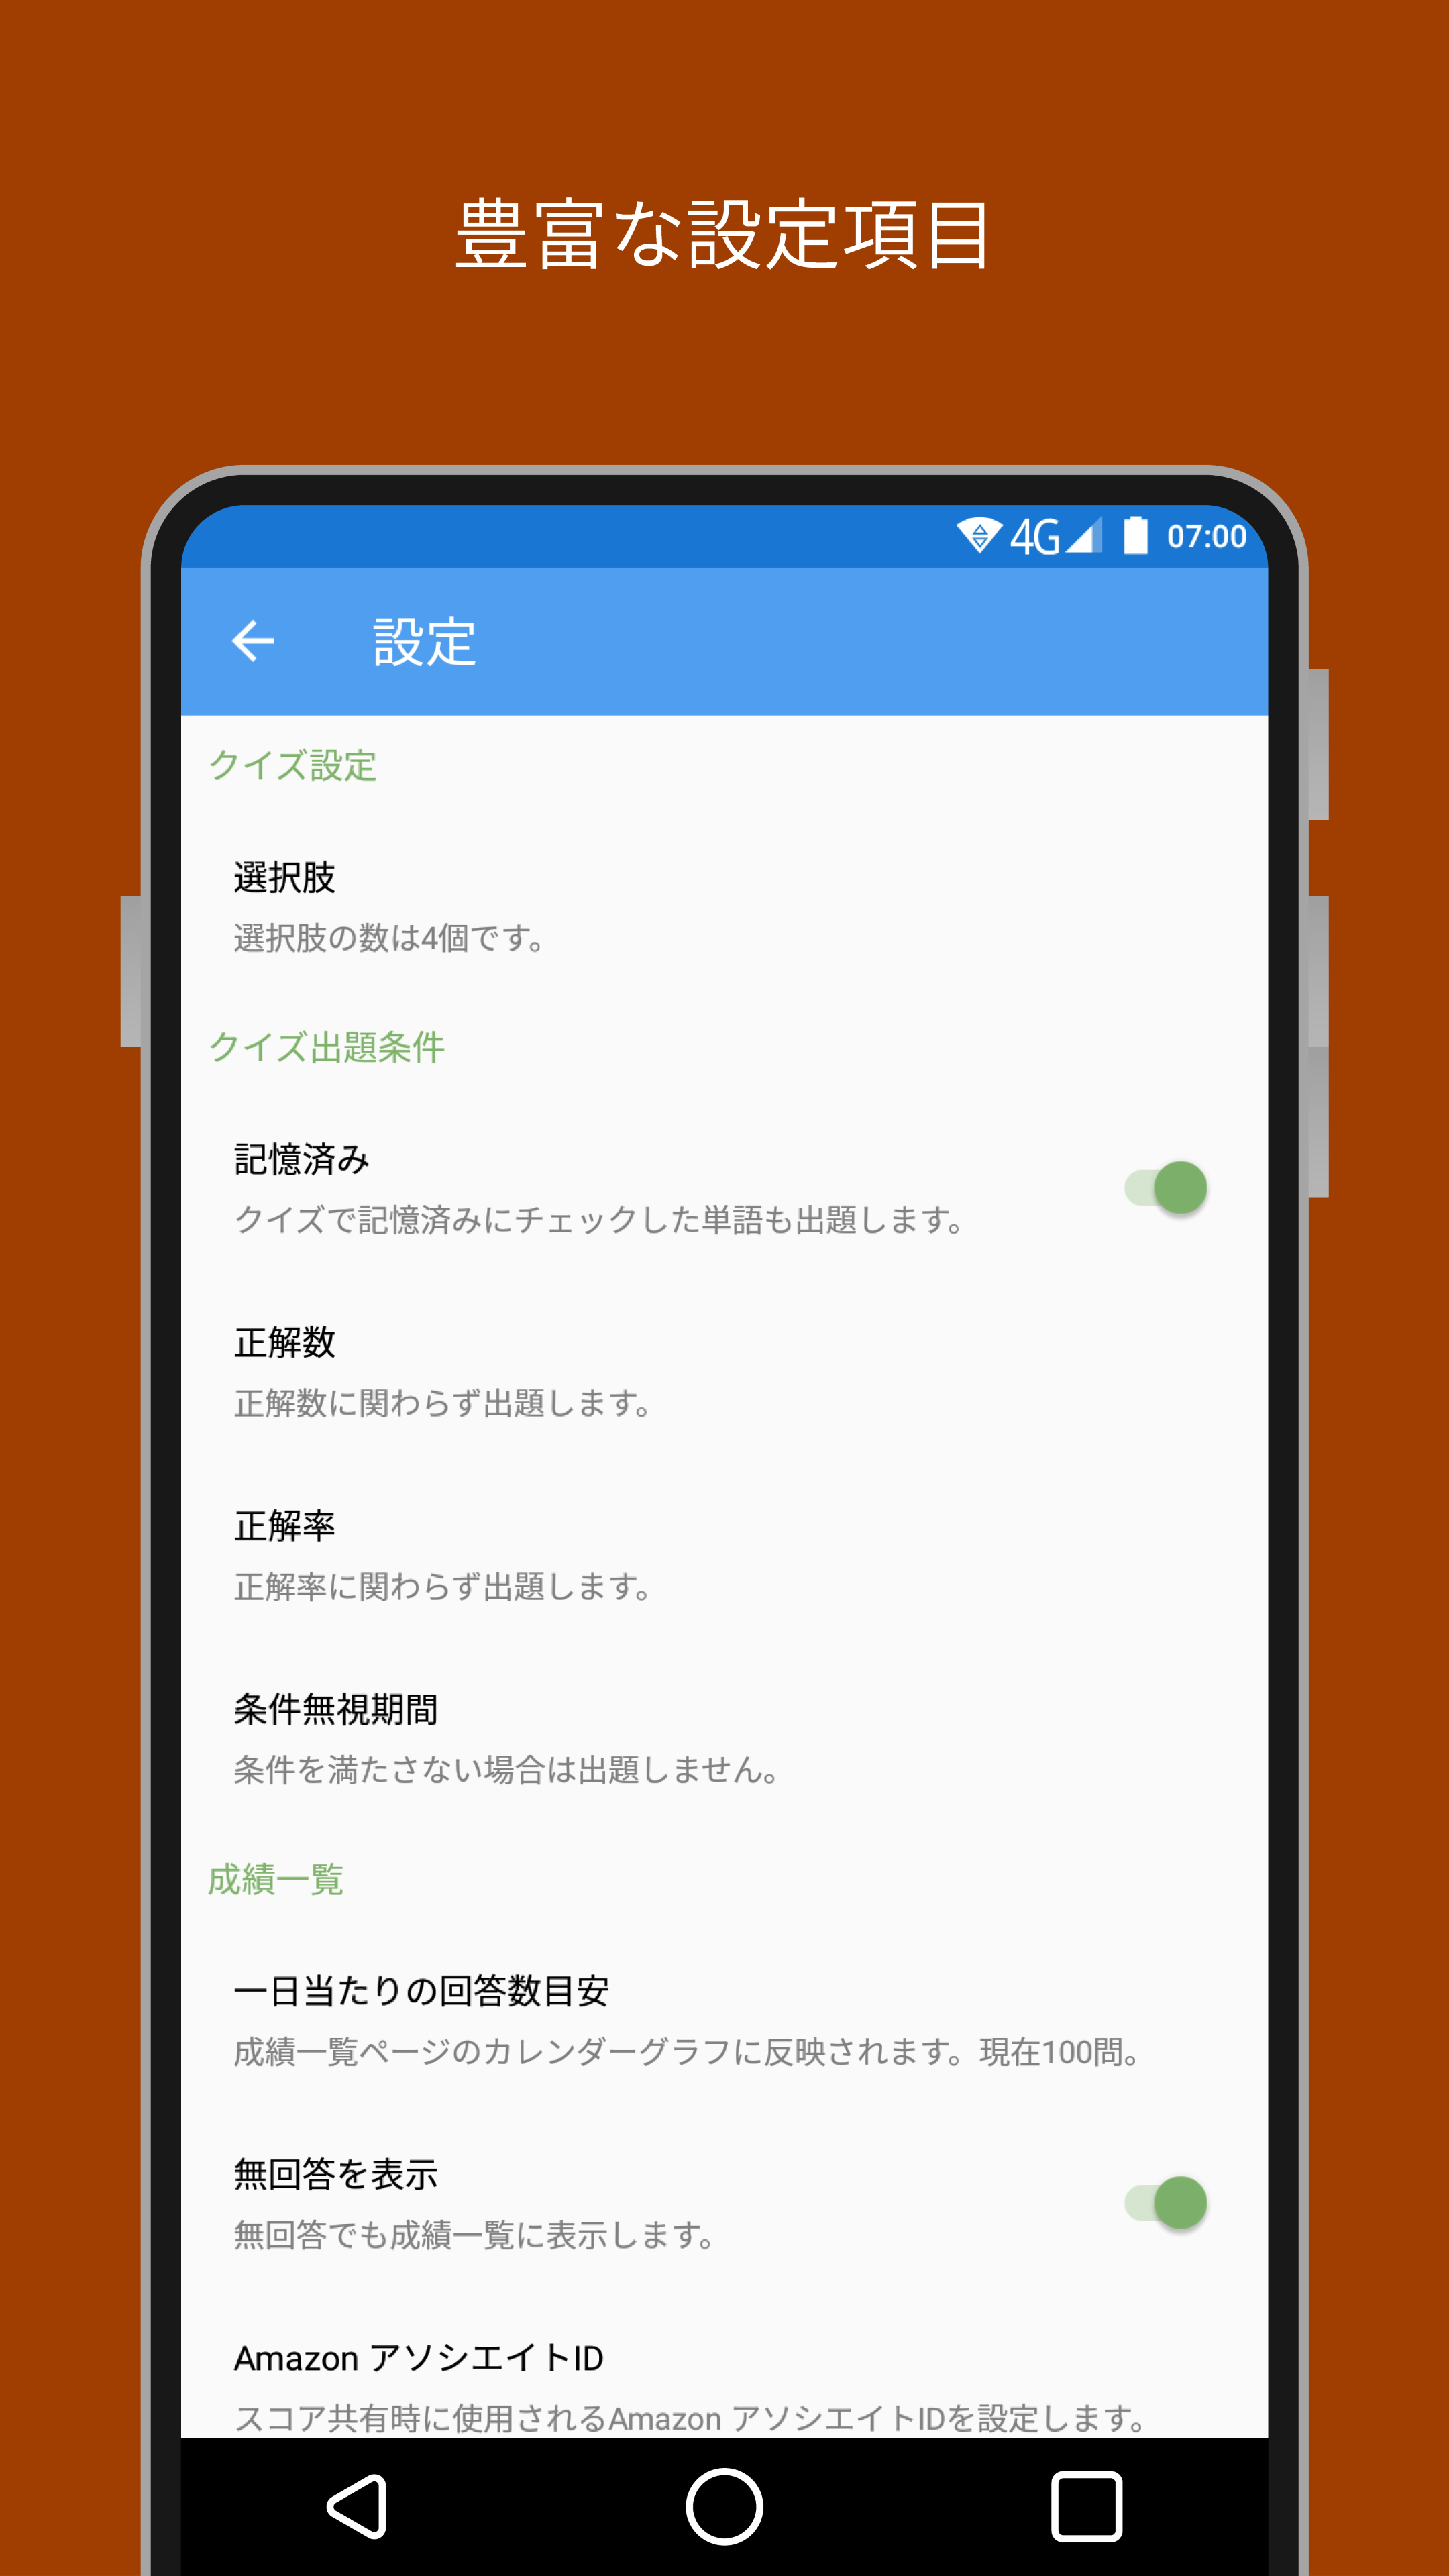 豊富な設定項目
4G 07:00
設定
クイズ設定
選択肢
選択肢の数は4個です。
クイズ出題条件
記憶済み
クイズで記憶済みにチェックした単語も出題します。
正解数
正解数に関わらず出題します。
正解率
正解率に関わらず出題します。
条件無視期間
条件を満たさない場合は出題しません。
成績一覧
一日当たりの回答数目安
成績一覧ページのカレンダーグラフに反映されます。現在100問。
無回答を表示
無回答でも成績一覧に表示します。
Amazon アソシエイトID
スコア共有時に使用されるAmazon アソシエイトIDを設定します。